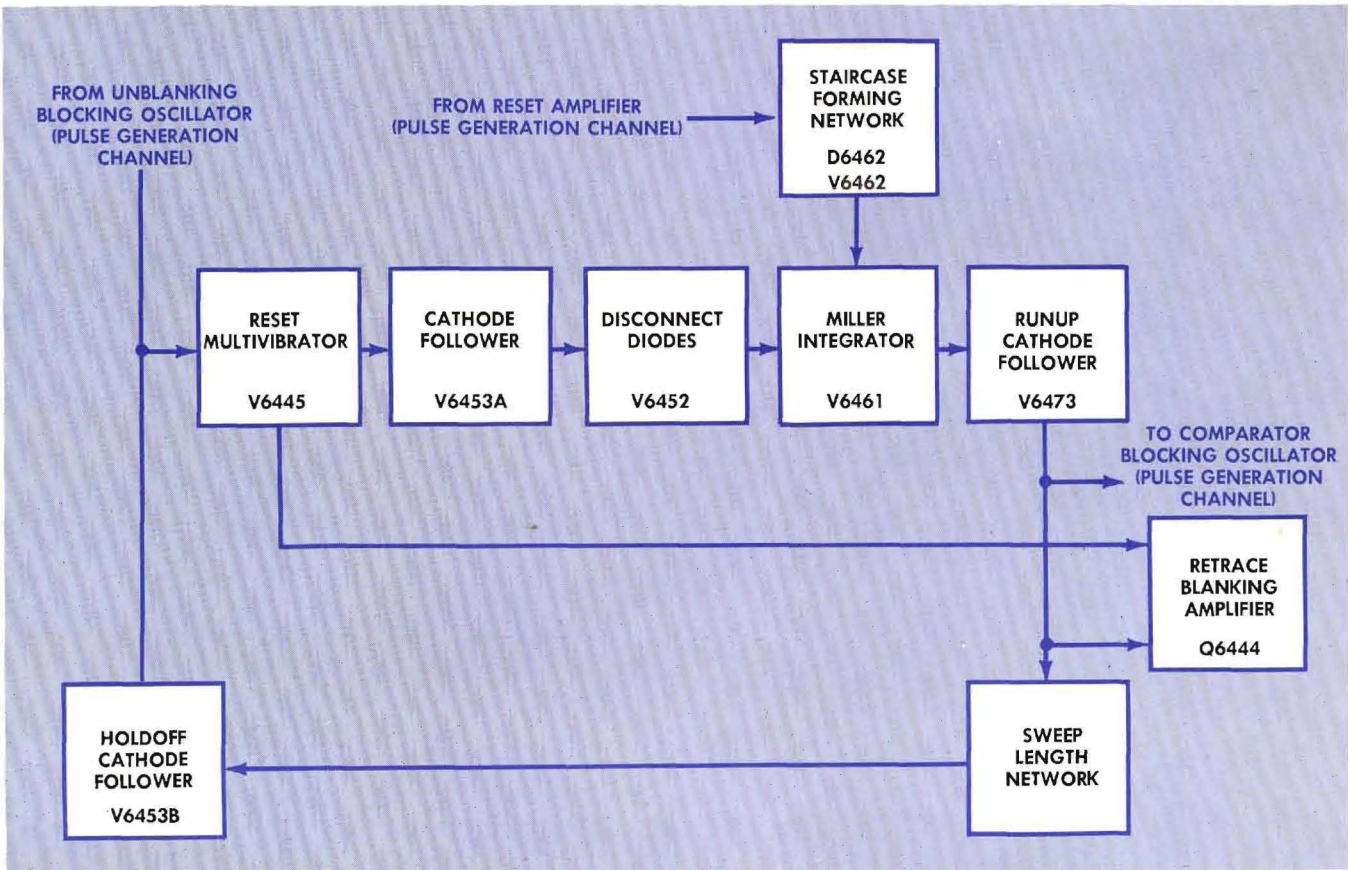 FROM UNBLANKING
BLOCKING OSCILLATOR
(PULSE GENERATION
CHANNEL)
FROM RESET AMPLIFIER
(PULSE GENERATION CHANNEL)
STAIRCASE
FORMING
NETWORK
D6462
V6462
RESET
MULTIVIBRATOR
V6445
CATHODE
FOLLOWER
V6453A
DISCONNECT
DIODES
V6452
MILLER
INTEGRATOR
V6461
RUNUP
CATHODE
FOLLOWER
V6473
TO COMPARATOR
BLOCKING OSCILLATOR
(PULSE GENERATION
CHANNEL)
RETRACE
BLANKING
AMPLIFIER
Q6444
HOLDOFF
CATHODE
FOLLOWER
V6453B
SWEEP
LENGTH
NETWORK